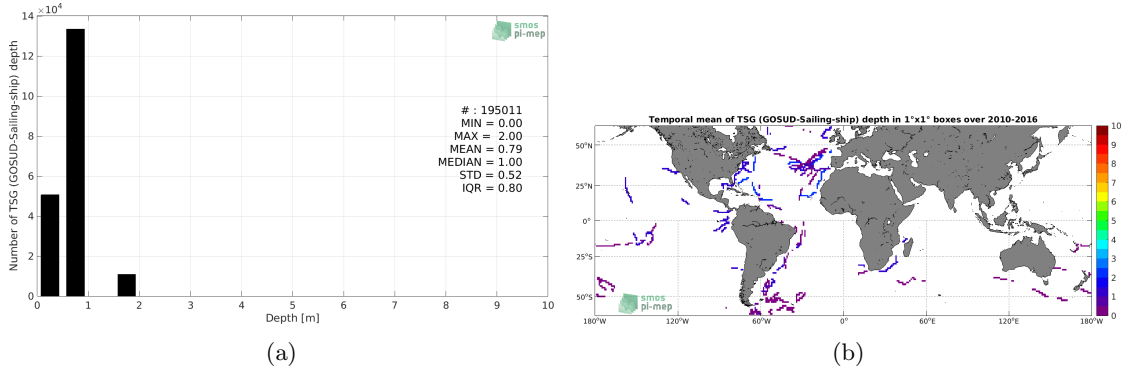 14 ×10⁴
12
10
8
6
4
2
0
Number of TSG (GOSUD-Sailing-ship) depth
smos
pi-mep
# : 195011
MIN = 0.00
MAX = 2.00
MEAN = 0.79
MEDIAN = 1.00
STD = 0.52
IQR = 0.80
0 1 2 3 4 5 6 7 8 9 10
Depth [m]
(a)
Temporal mean of TSG (GOSUD-Sailing-ship) depth in 1°x1° boxes over 2010-2016
50°N
25°N
0°
25°S
50°S
smos
pi-mep
180°W 120°W 60°W 0° 60°E 120°E 180°E
10
9
8
7
6
5
4
3
2
1
0
(b)